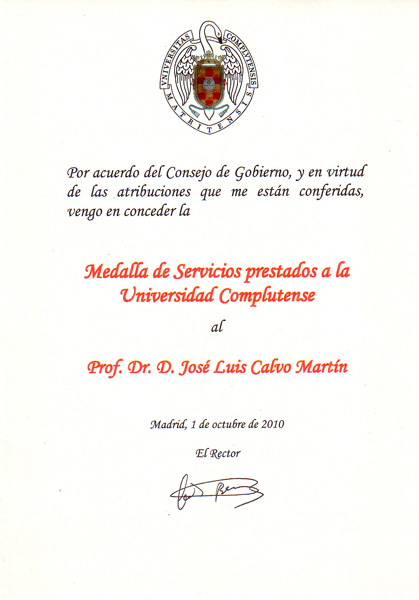 VNIVERSITAS COMPLVTENSIS
MATRITENSIS
Por acuerdo del Consejo de Gobierno, y en virtud
de las atribuciones que me están conferidas,
vengo en conceder la
Medalla de Servicios prestados a la
Universidad Complutense
al
Prof. Dr. D. José Luis Calvo Martín
Madrid, 1 de octubre de 2010
El Rector